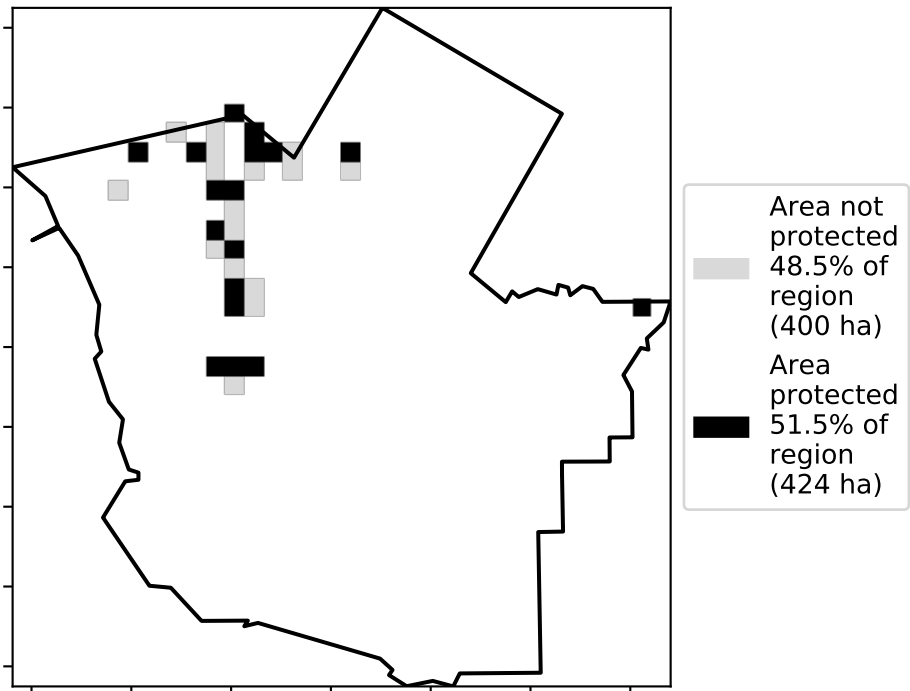 Area not
protected
48.5% of
region
(400 ha)
Area
protected
51.5% of
region
(424 ha)